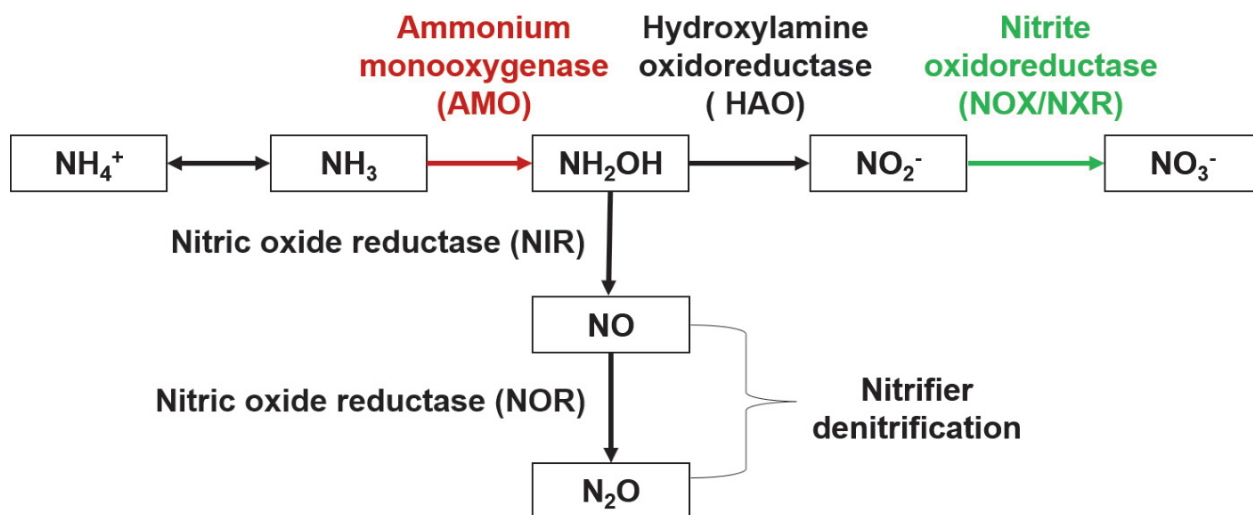 Ammonium
monooxygenase
(AMO)
Hydroxylamine
oxidoreductase
( HAO)
Nitrite
oxidoreductase
(NOX/NXR)
NH₄⁺
NH₃
NH₂OH
NO₂⁻
NO₃⁻
Nitric oxide reductase (NIR)
NO
Nitric oxide reductase (NOR)
Nitrifier
denitrification
N₂O